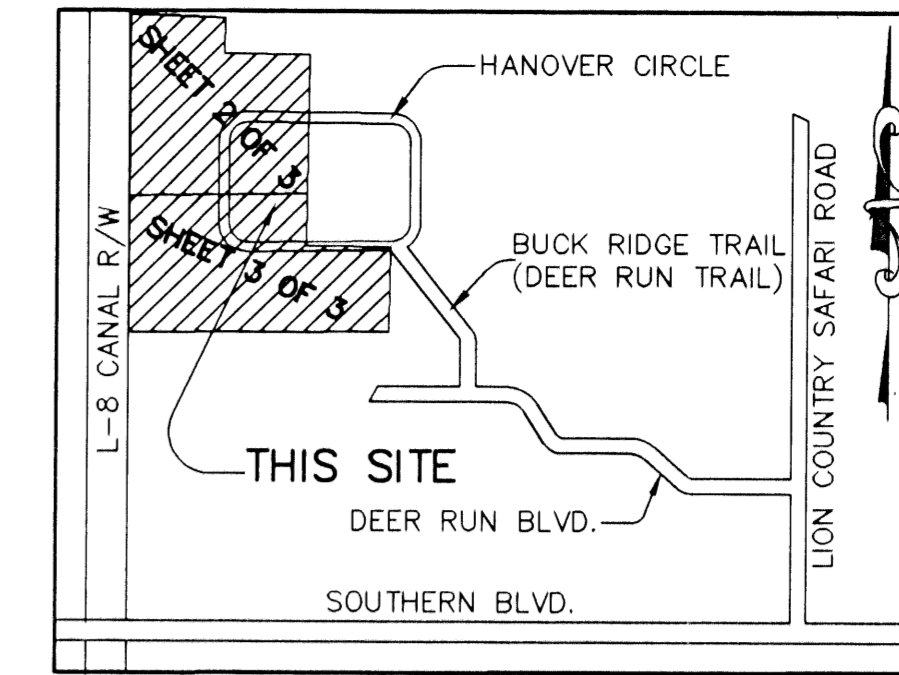 SHEET 2 OF 3
HANOVER CIRCLE
SHEET 3 OF 3
BUCK RIDGE TRAIL
(DEER RUN TRAIL)
L-8 CANAL R/W
LION COUNTRY SAFARI ROAD
THIS SITE
DEER RUN BLVD.
SOUTHERN BLVD.